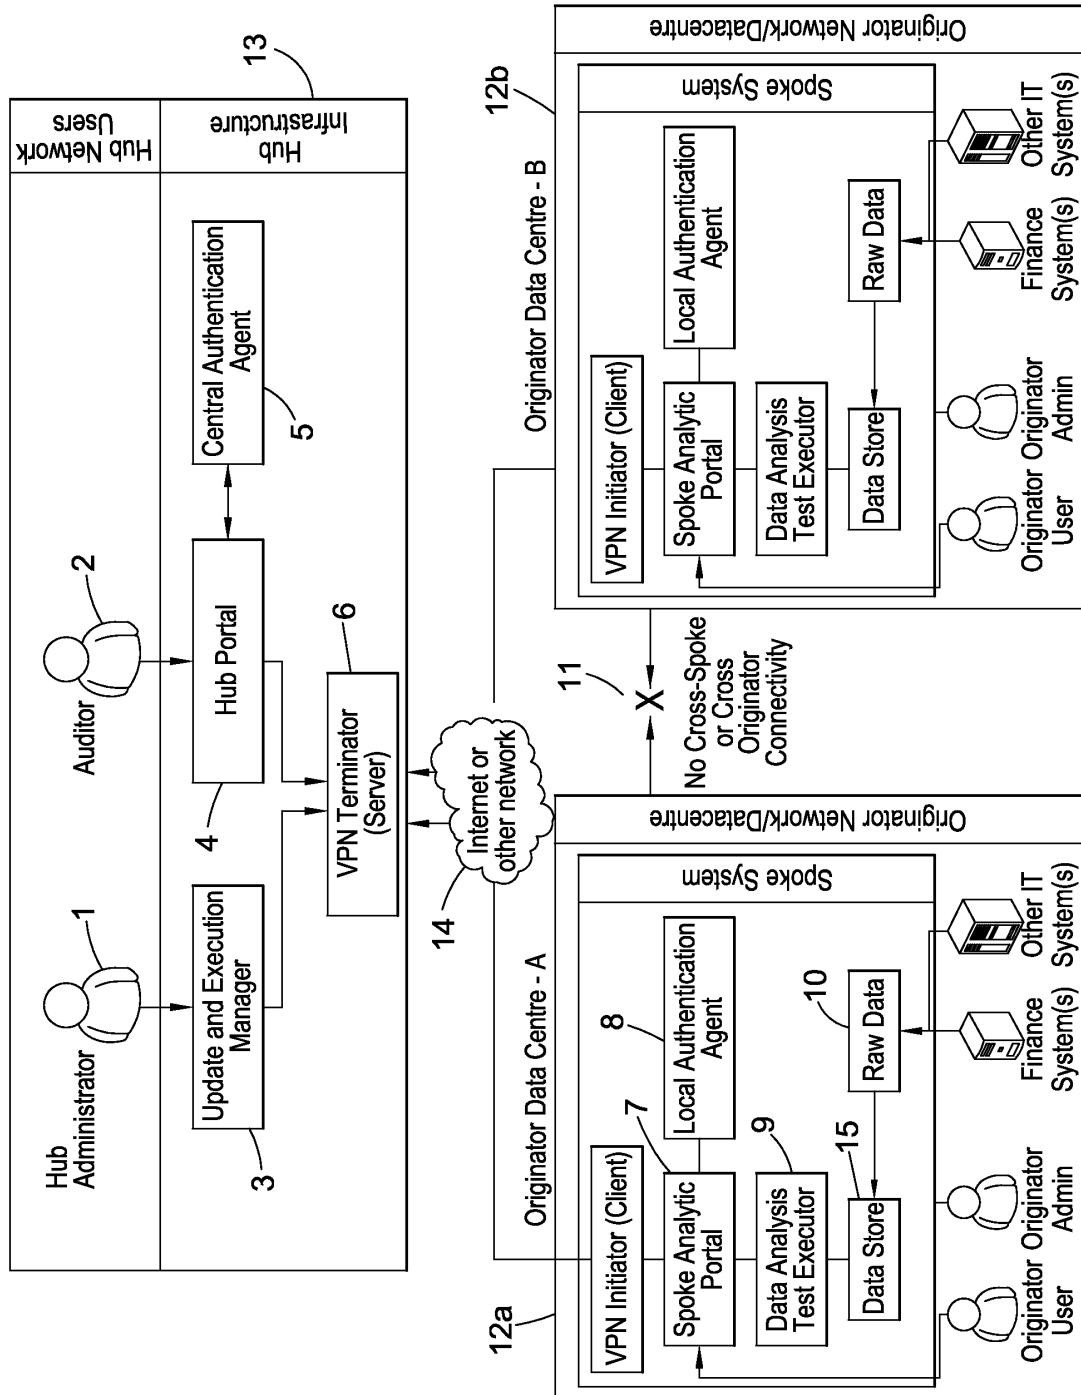 Hub Network
Users
Hub
Infrastructure
13
Hub
Administrator
1
Auditor
2
Update and Execution
Manager
3
Hub Portal
4
Central Authentication
Agent
5
VPN Terminator
(Server)
6
Internet or
other network
14
Originator Data Centre - A
12a
VPN Initiator (Client)
Spoke Analytic
Portal
7
Local Authentication
Agent
8
Data Analysis
Test Executor
9
Data Store
15
Raw Data
10
Spoke System
Originator Network/Datacentre
Originator
User
Originator
Admin
Finance
System(s)
Other IT
System(s)
11
X
No Cross-Spoke
or Cross
Originator
Connectivity
Originator Data Centre - B
12b
VPN Initiator (Client)
Spoke Analytic
Portal
Local Authentication
Agent
Data Analysis
Test Executor
Data Store
Raw Data
Spoke System
Originator Network/Datacentre
Originator
User
Originator
Admin
Finance
System(s)
Other IT
System(s)